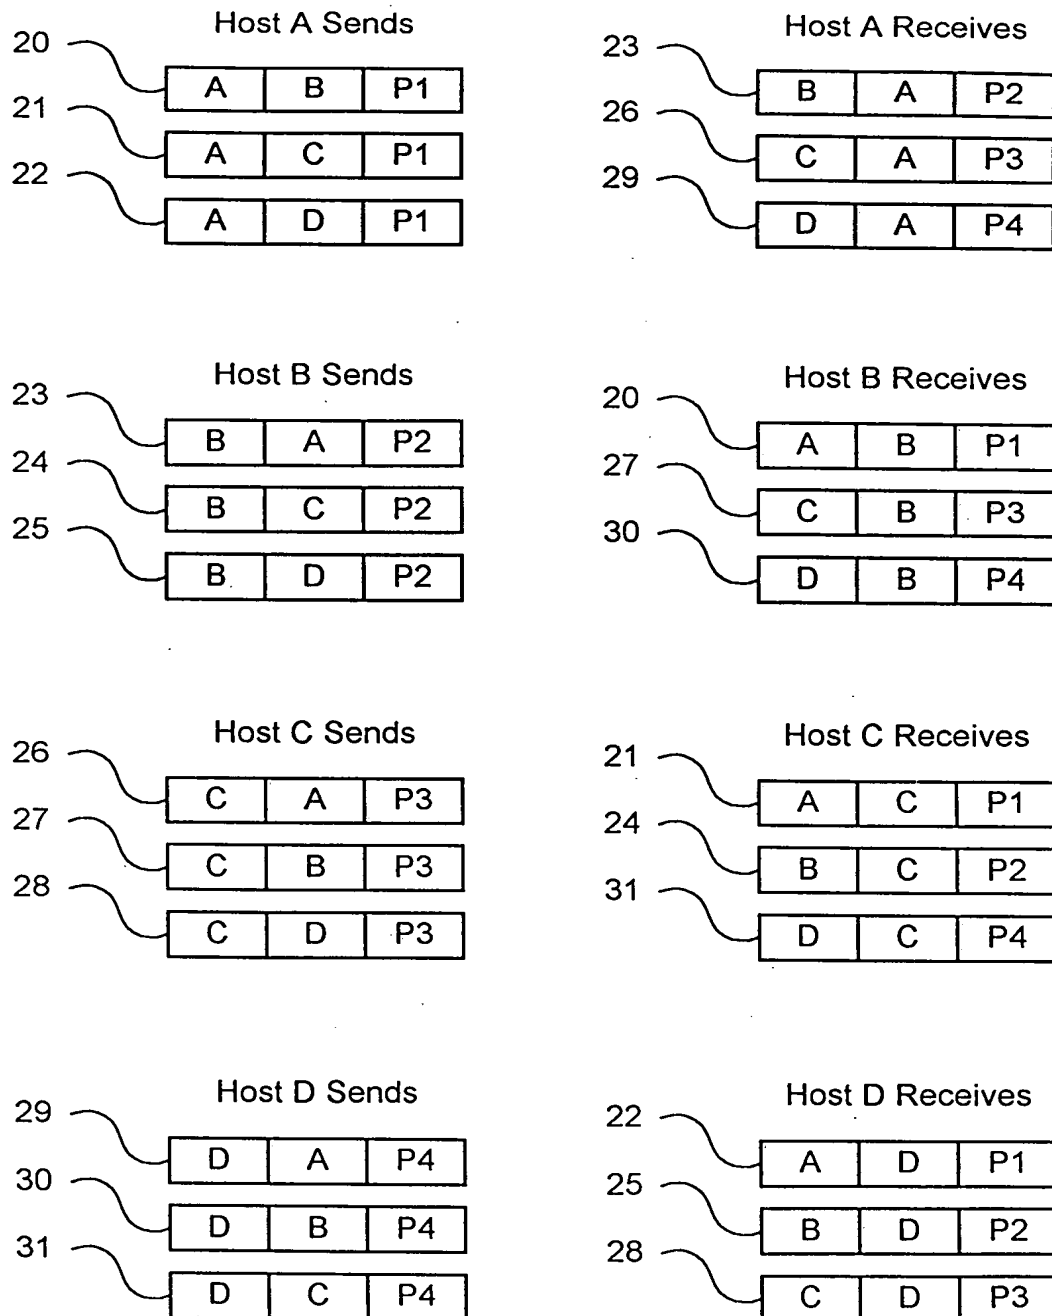 Host A Sends
20 A B P1
21 A C P1
22 A D P1
Host A Receives
23 B A P2
26 C A P3
29 D A P4
Host B Sends
23 B A P2
24 B C P2
25 B D P2
Host B Receives
20 A B P1
27 C B P3
30 D B P4
Host C Sends
26 C A P3
27 C B P3
28 C D P3
Host C Receives
21 A C P1
24 B C P2
31 D C P4
Host D Sends
29 D A P4
30 D B P4
31 D C P4
Host D Receives
22 A D P1
25 B D P2
28 C D P3